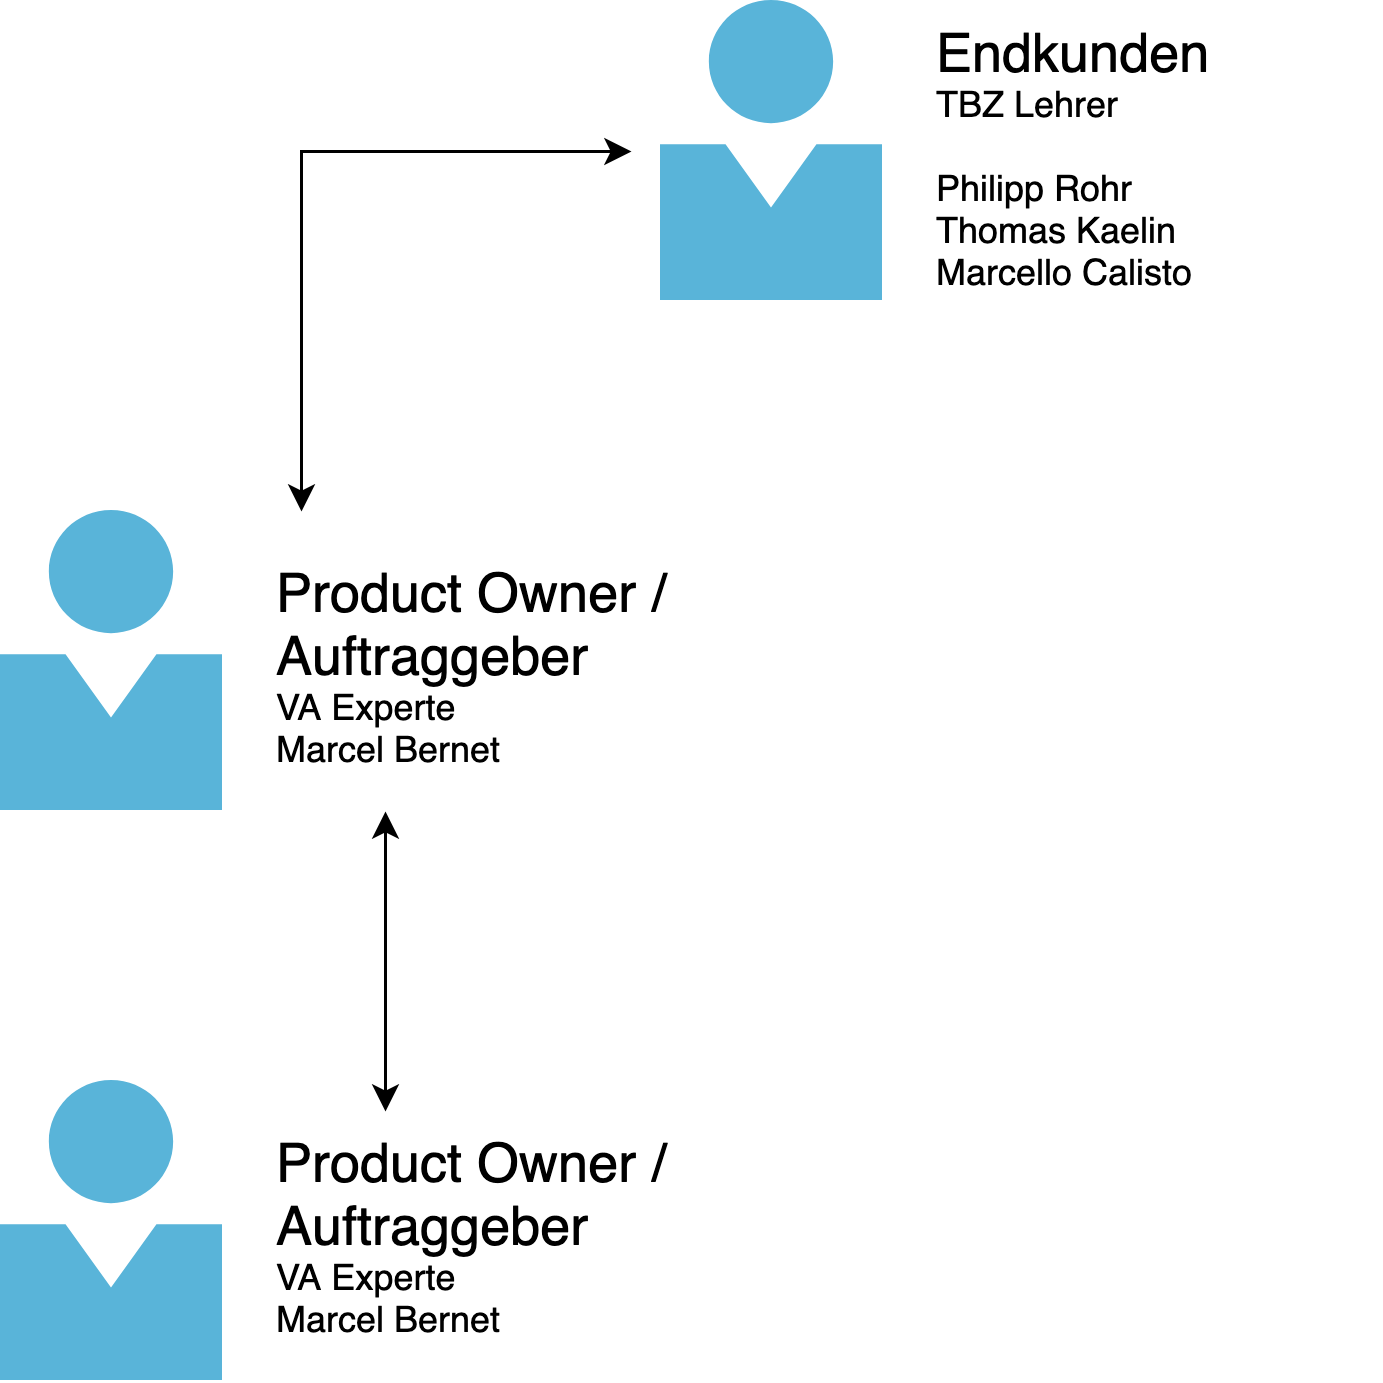 Endkunden
TBZ Lehrer
Philipp Rohr
Thomas Kaelin
Marcello Calisto
Product Owner /
Auftraggeber
VA Experte
Marcel Bernet
Product Owner /
Auftraggeber
VA Experte
Marcel Bernet